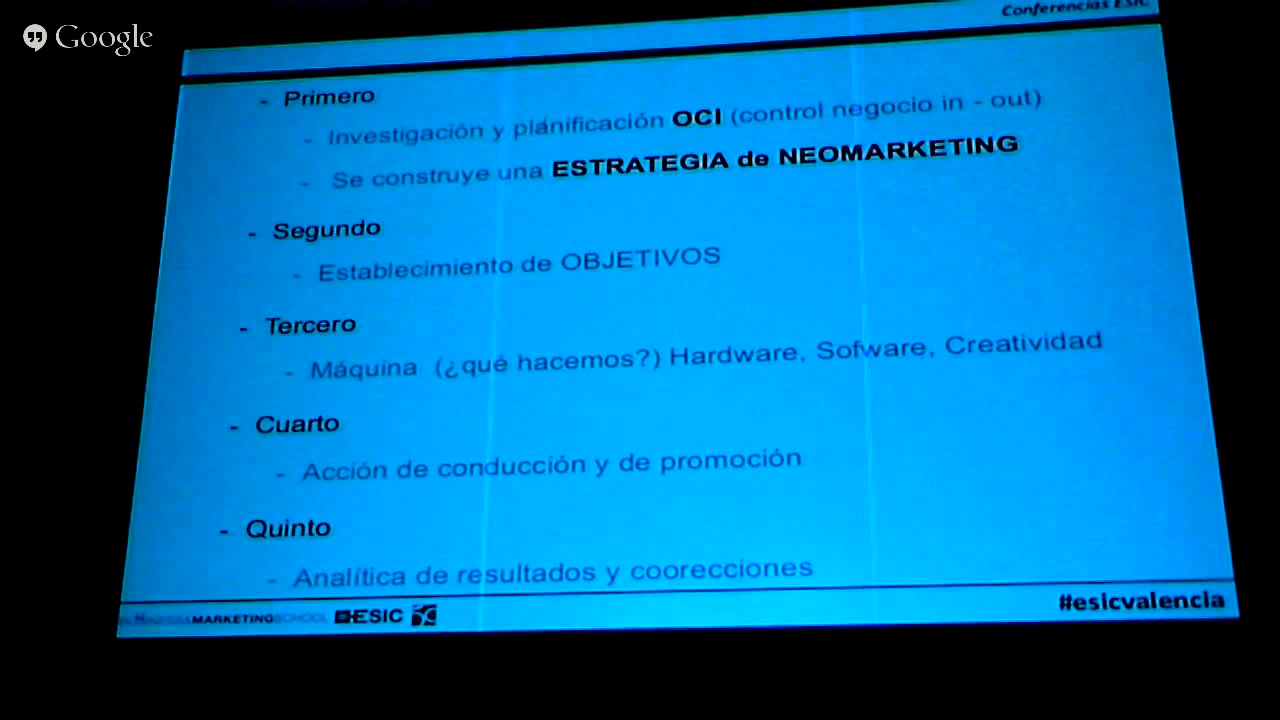 Google
Conferencias ESIC
- Primero
- Investigación y planificación OCI (control negocio in - out)
- Se construye una ESTRATEGIA de NEOMARKETING
- Segundo
- Establecimiento de OBJETIVOS
- Tercero
- Máquina (¿qué hacemos?) Hardware, Sofware, Creatividad
- Cuarto
- Acción de conducción y de promoción
- Quinto
- Analítica de resultados y coorecciones
MARKETINGSCHOOL ESIC
#esicvalencia